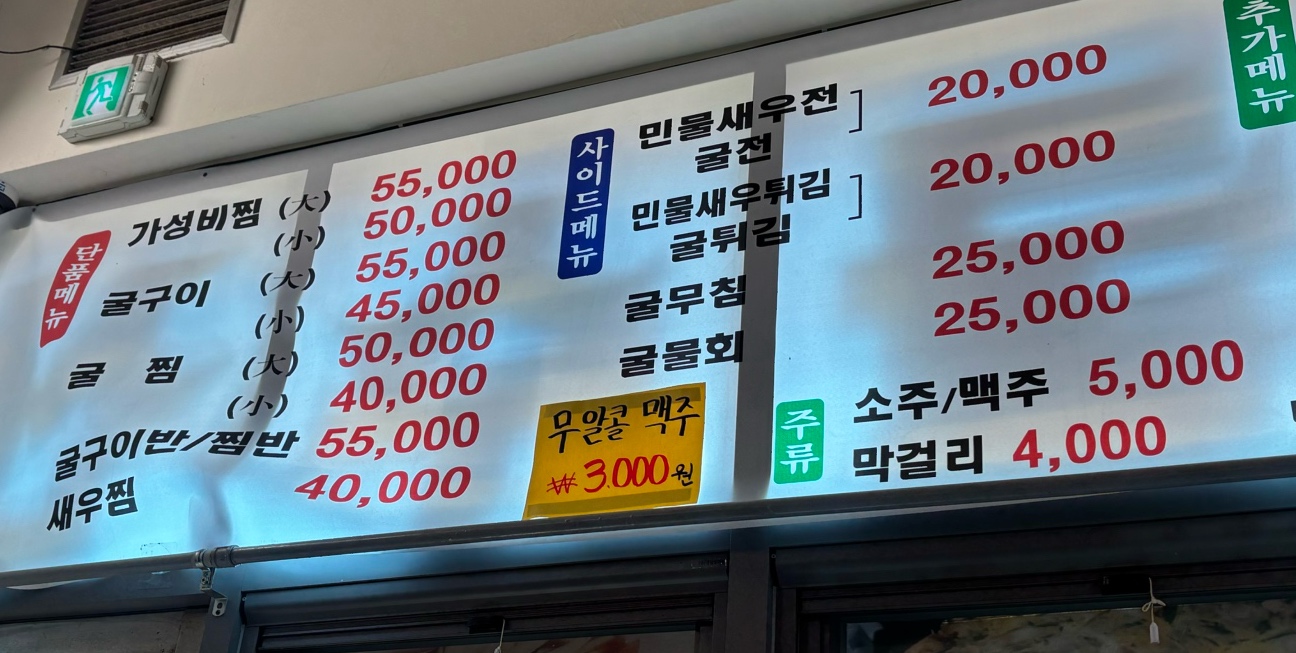 단품메뉴
가성비찜 (大) 55,000
(小) 50,000
굴구이 (大) 55,000
(小) 45,000
굴 찜 (大) 50,000
(小) 40,000
굴구이반/찜반 55,000
새우찜 40,000
사이드메뉴
민물새우전 ] 20,000
굴전
민물새우튀김 ] 20,000
굴튀김
굴무침 25,000
굴물회 25,000
무알콜 맥주
₩ 3.000원
주류
소주/맥주 5,000
막걸리 4,000
추가메뉴